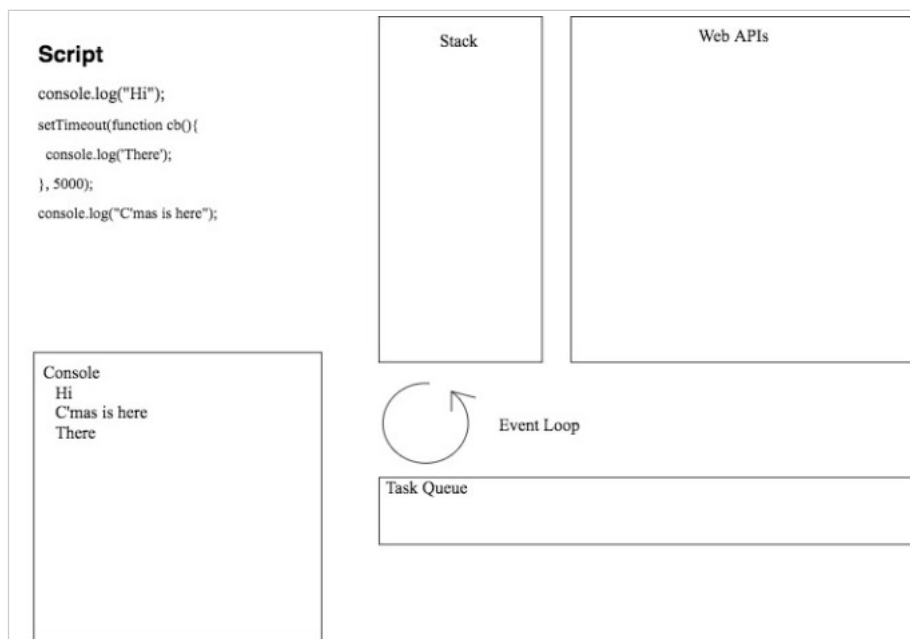 Script
console.log("Hi");
setTimeout(function cb(){
console.log('There');
}, 5000);
console.log("C'mas is here");
Console
Hi
C'mas is here
There
Stack
Web APIs
Event Loop
Task Queue